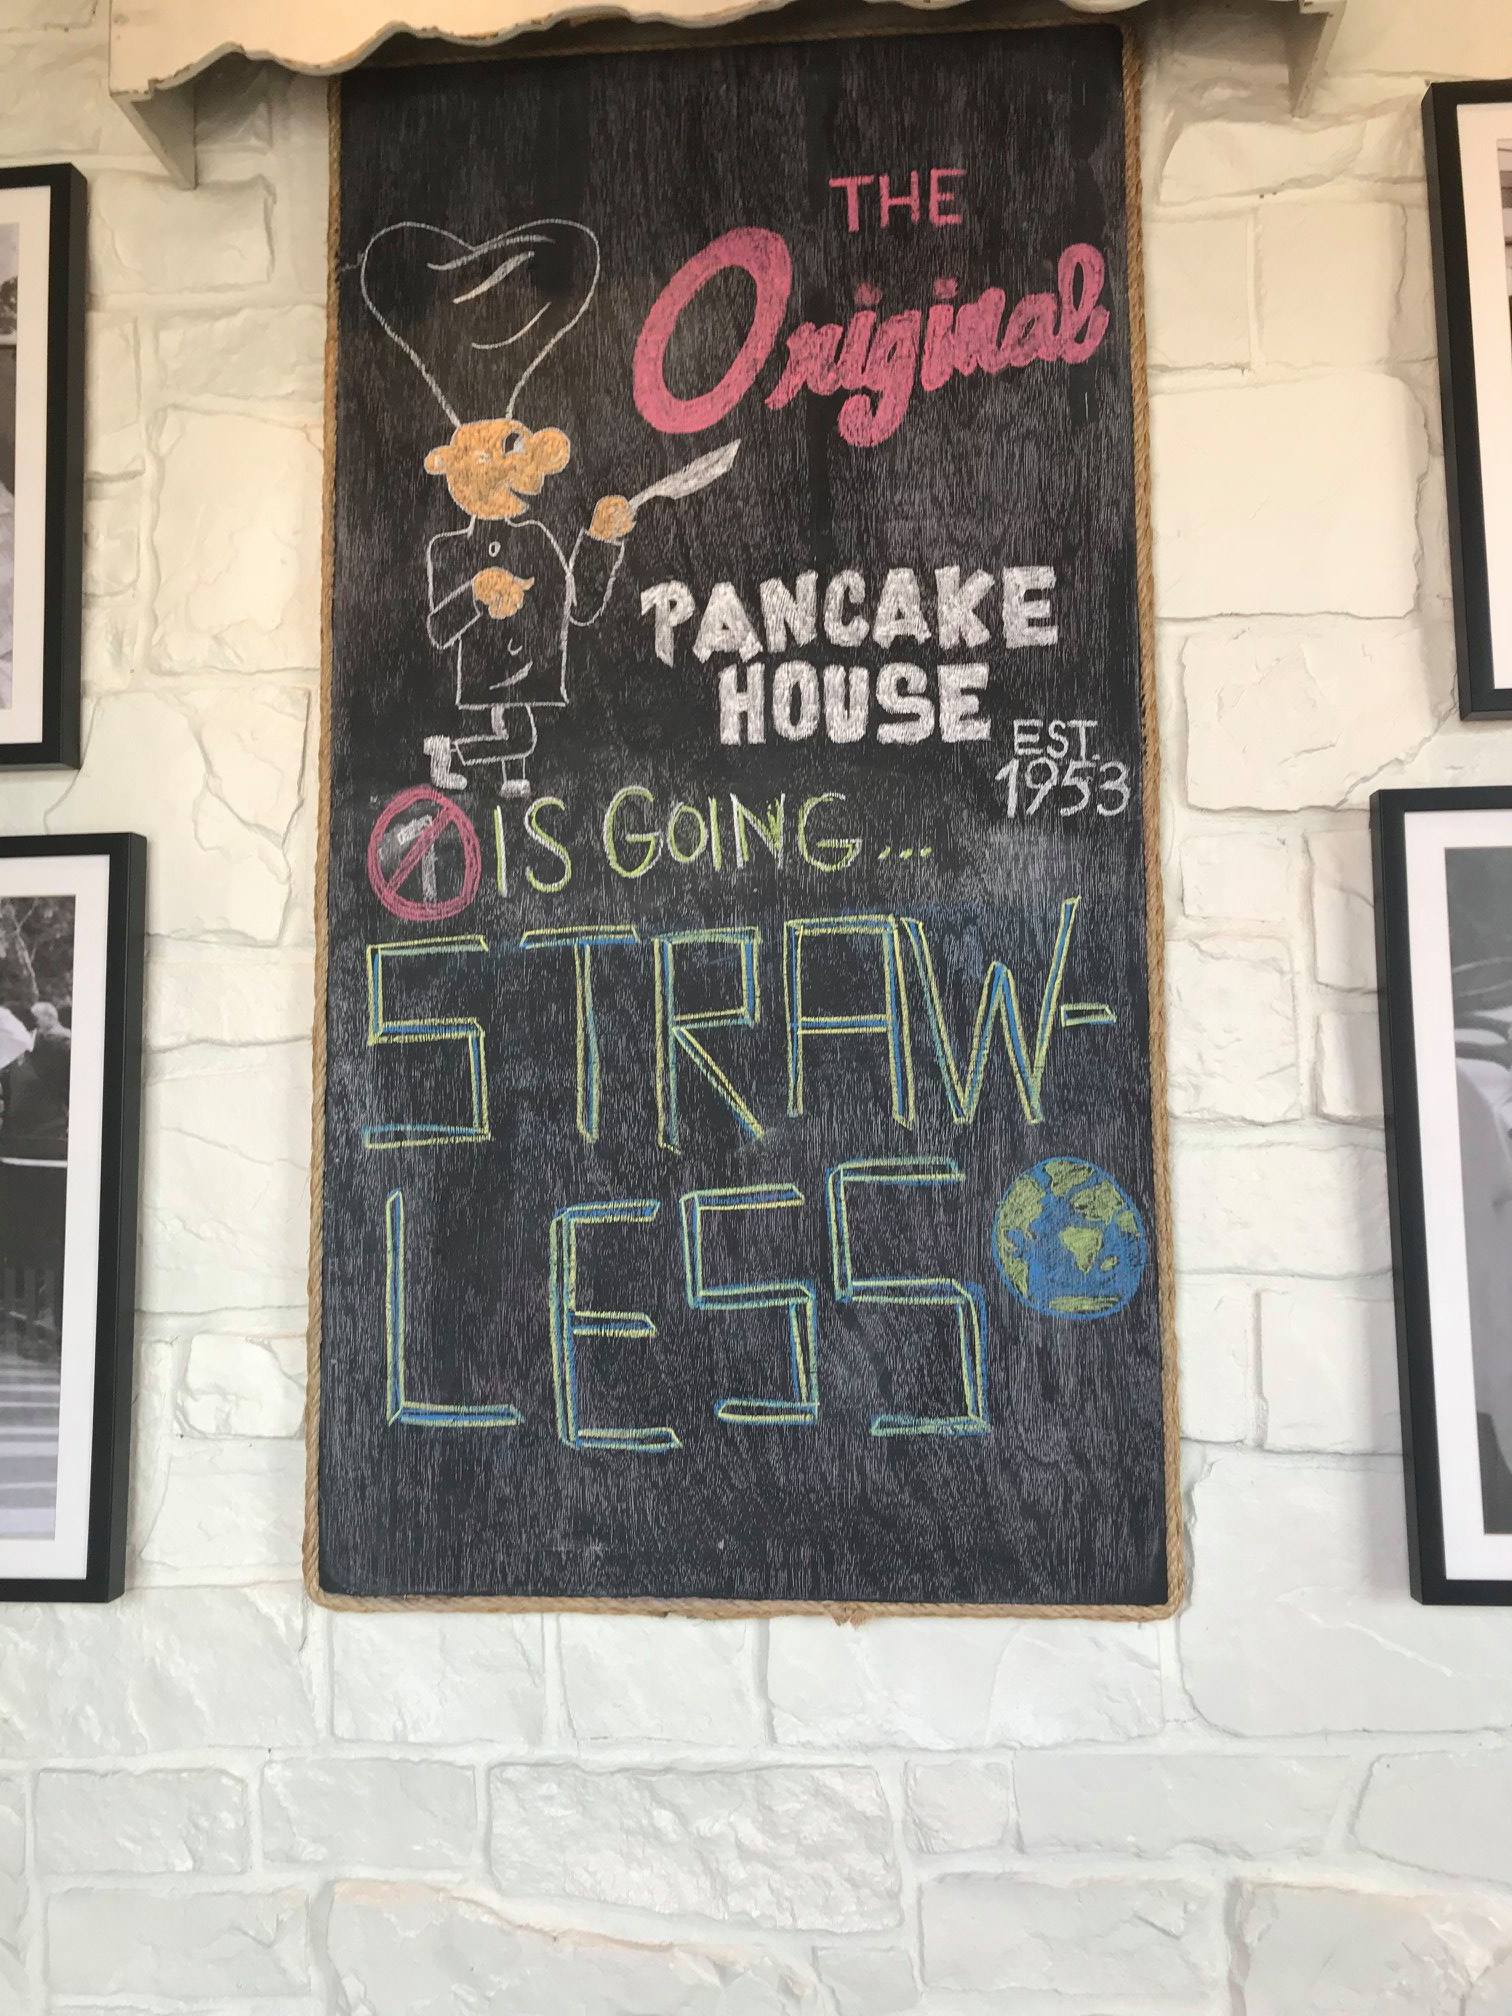 THE
Original
PANCAKE
HOUSE
EST.
1953
IS GOING...
STRAW-
LESS